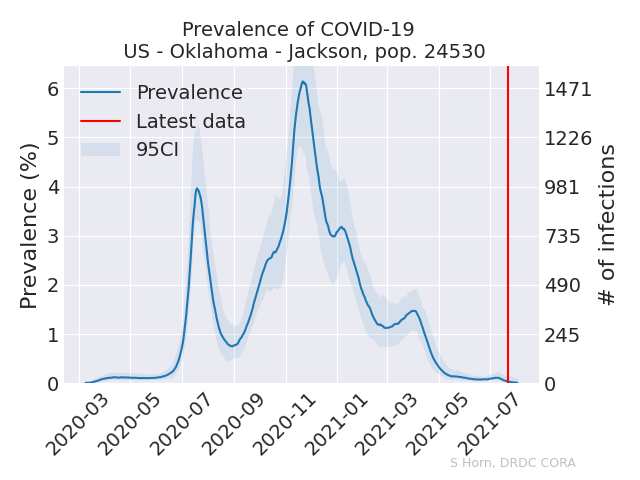 Prevalence of COVID-19
US - Oklahoma - Jackson, pop. 24530
Prevalence
Latest data
95CI
Prevalence (%)
6
5
4
3
2
1
0
1471
1226
981
735
490
245
0
# of infections
2020-03
2020-05
2020-07
2020-09
2020-11
2021-01
2021-03
2021-05
2021-07
S Horn, DRDC CORA